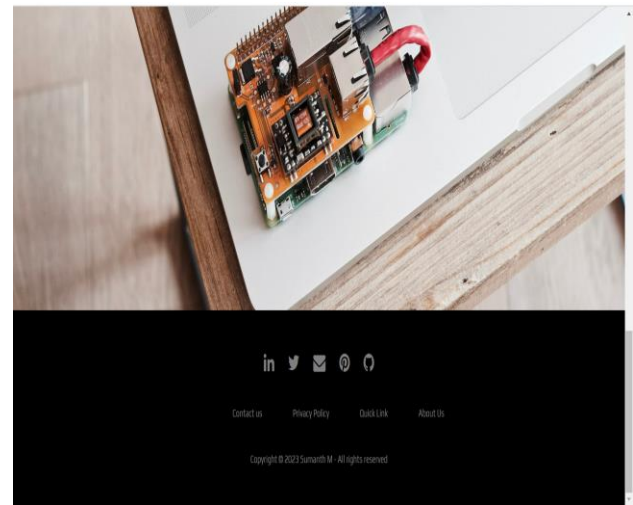 Contact us Privacy Policy Quick Link About Us
Copyright © 2023 Sumanth M - All rights reserved